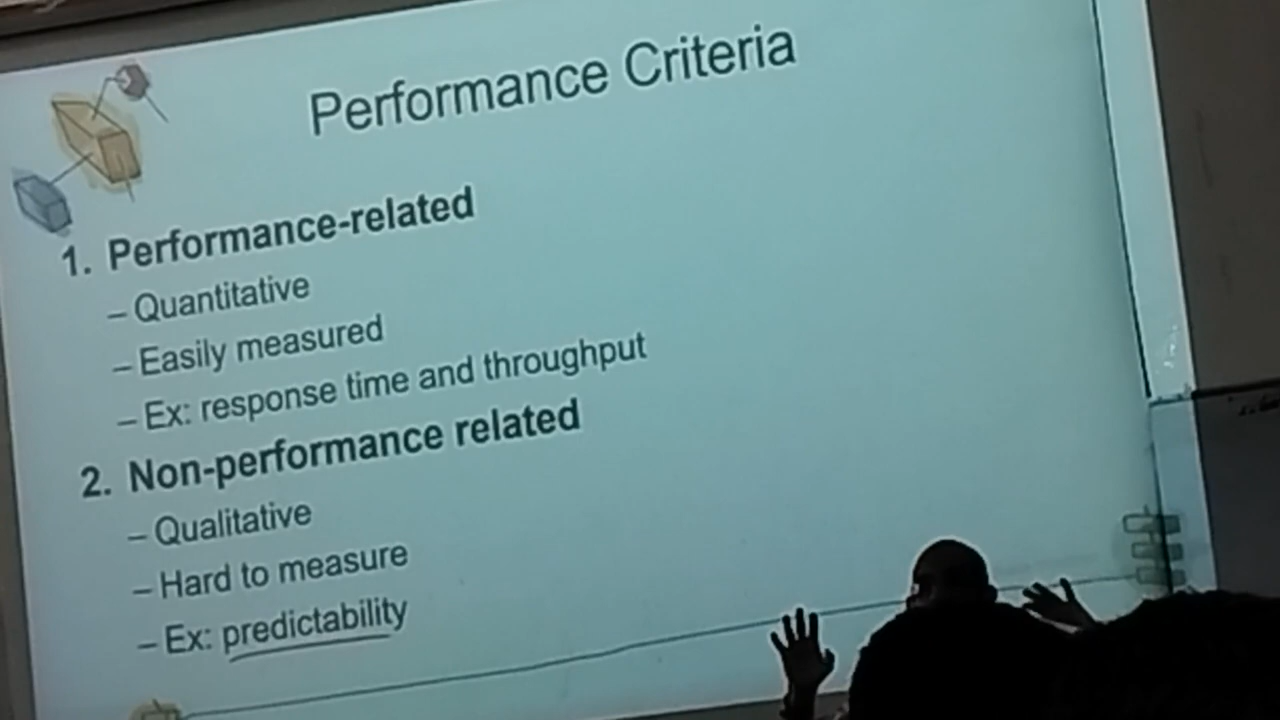 Performance Criteria
1. Performance-related
– Quantitative
– Easily measured
– Ex: response time and throughput
2. Non-performance related
– Qualitative
– Hard to measure
– Ex: predictability